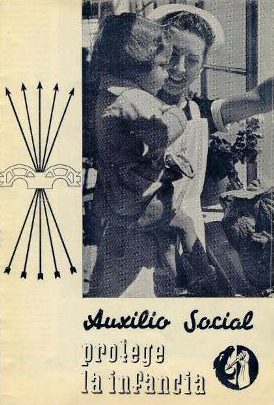 Auxilio Social
protege
la infancia